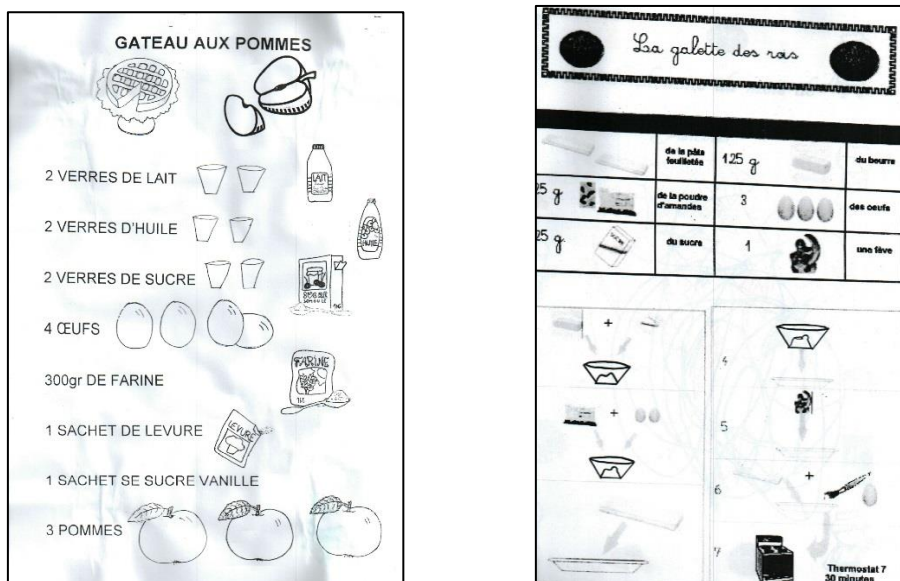 GATEAU AUX POMMES
2 VERRES DE LAIT
LAIT
2 VERRES D'HUILE
HUILE
2 VERRES DE SUCRE
4 ŒUFS
300gr DE FARINE
FARINE
1 SACHET DE LEVURE
LEVURE
1 SACHET SE SUCRE VANILLE
3 POMMES
La galette des rois
de la pâte feuilletée
125 g
du beurre
25 g
de la poudre d'amandes
3
des oeufs
25 g
du sucre
1
une fève
+
+
4
5
6
+
7
Thermostat 7
30 minutes